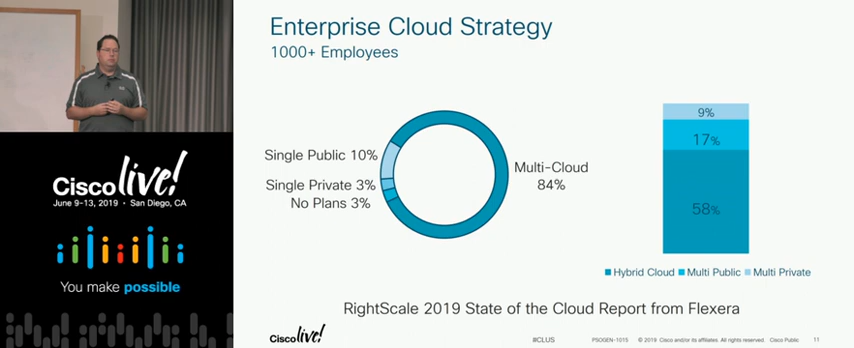 Enterprise Cloud Strategy
1000+ Employees
Single Public 10%
Single Private 3%
No Plans 3%
Multi-Cloud
84%
9%
17%
58%
Hybrid Cloud Multi Public Multi Private
RightScale 2019 State of the Cloud Report from Flexera
Cisco live!
#CLUS PSOGEN-1015 © 2019 Cisco and/or its affiliates. All rights reserved. Cisco Public 11
Cisco live!
June 9-13, 2019 • San Diego, CA
You make possible